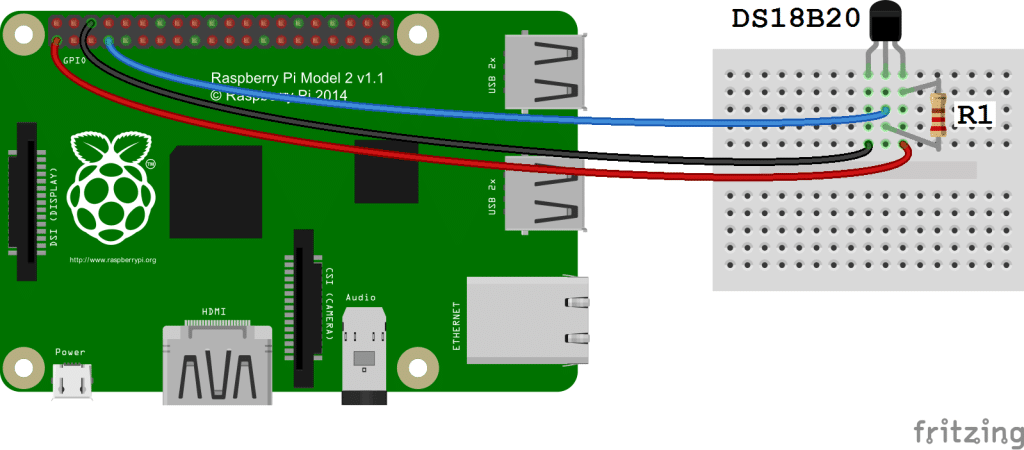 DS18B20
GPIO
Raspberry Pi Model 2 v1.1
© Raspberry Pi 2014
USB 2x
R1
TM
DSI (DISPLAY)
USB 2x
http://www.raspberrypi.org
CSI (CAMERA)
Audio
HDMI
ETHERNET
Power
fritzing